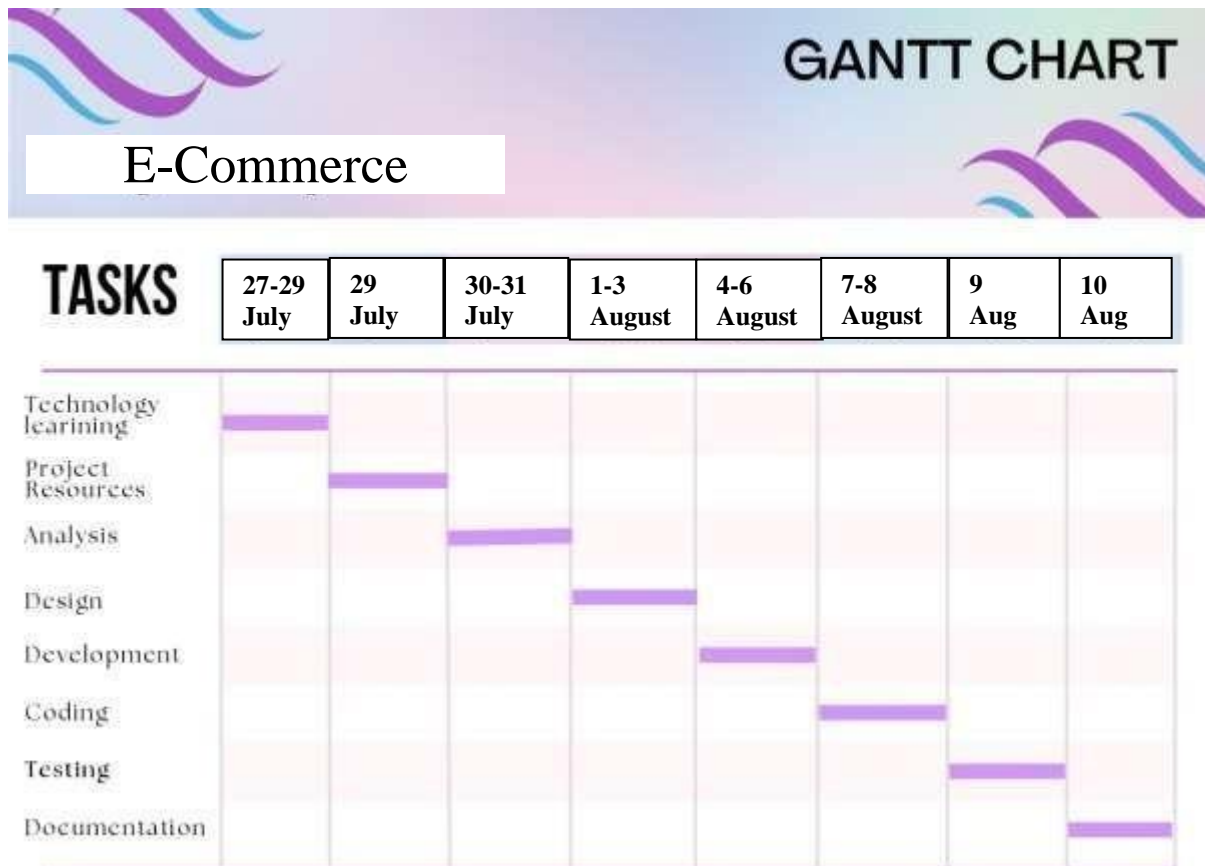 GANTT CHART
E-Commerce
TASKS
27-29 July
29 July
30-31 July
1-3 August
4-6 August
7-8 August
9 Aug
10 Aug
Technology
learining
Project
Resources
Analysis
Design
Development
Coding
Testing
Documentation